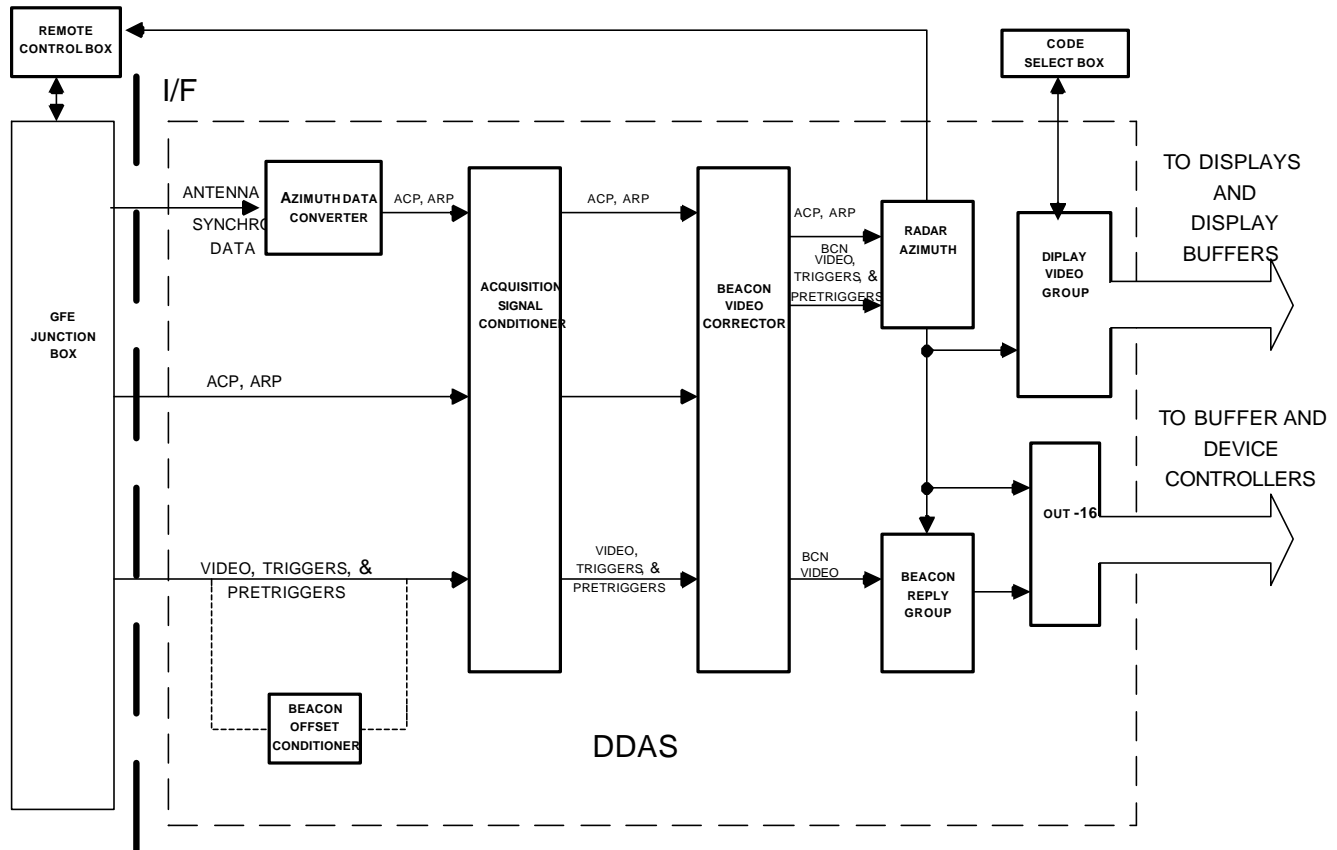 REMOTE
CONTROL BOX
CODE
SELECT BOX
I/F
TO DISPLAYS
AND
DISPLAY
BUFFERS
ANTENNA
SYNCHRO
DATA
AZIMUTH DATA
CONVERTER
ACP, ARP
ACP, ARP
ACP, ARP
BCN
VIDEO,
TRIGGERS, &
PRETRIGGERS
RADAR
AZIMUTH
DIPLAY
VIDEO
GROUP
GFE
JUNCTION
BOX
ACQUISITION
SIGNAL
CONDITIONER
BEACON
VIDEO
CORRECTOR
ACP, ARP
TO BUFFER AND
DEVICE
CONTROLLERS
OUT -16
VIDEO, TRIGGERS, &
PRETRIGGERS
VIDEO,
TRIGGERS, &
PRETRIGGERS
BCN
VIDEO
BEACON
REPLY
GROUP
BEACON
OFFSET
CONDITIONER
DDAS